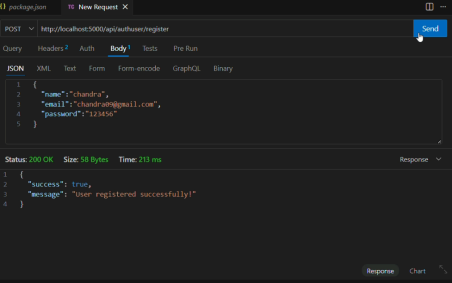 {} package.json TC New Request ×
POST http://localhost:5000/api/authuser/register Send
Query Headers 2 Auth Body 1 Tests Pre Run
JSON XML Text Form Form-encode GraphQL Binary
1 {
2 "name":"chandra",
3 "email":"chandra09@gmail.com",
4 "password":"123456"
5 }
Status: 200 OK Size: 58 Bytes Time: 213 ms Response
1 {
2 "success": true,
3 "message": "User registered successfully!"
4 }
Response Chart